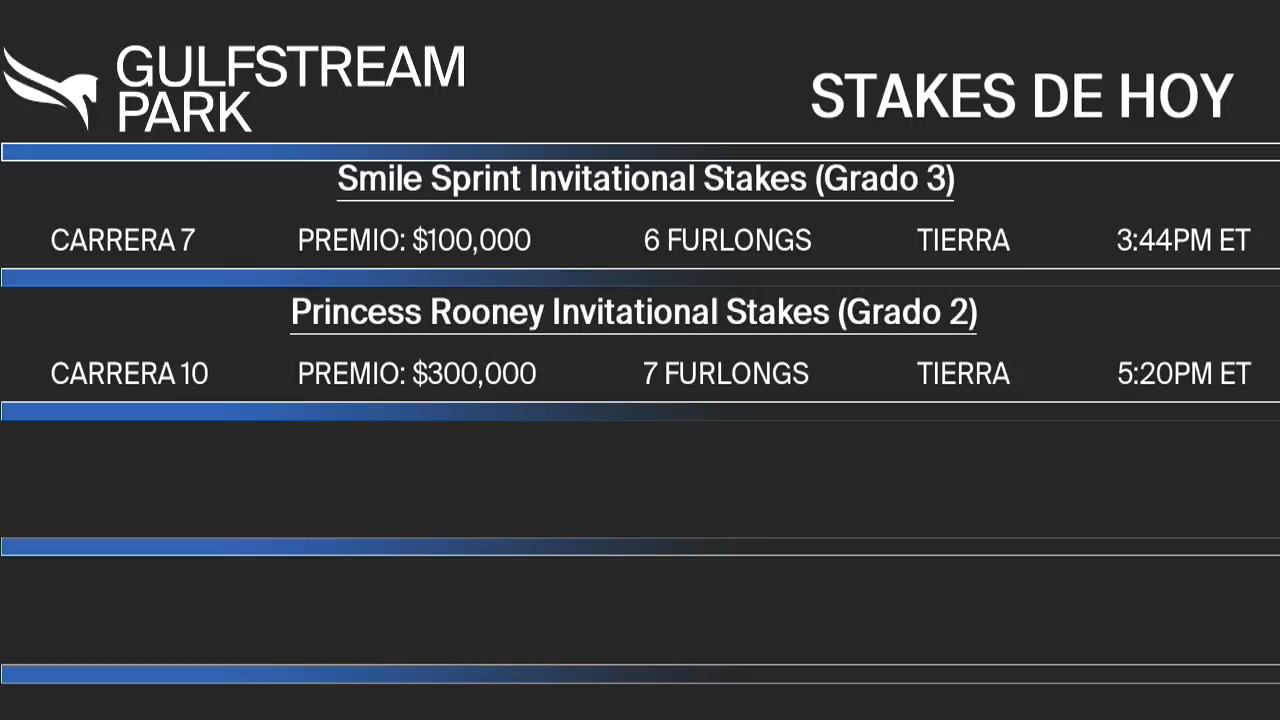 GULFSTREAM
PARK
STAKES DE HOY
Smile Sprint Invitational Stakes (Grado 3)
CARRERA 7 PREMIO: $100,000 6 FURLONGS TIERRA 3:44PM ET
Princess Rooney Invitational Stakes (Grado 2)
CARRERA 10 PREMIO: $300,000 7 FURLONGS TIERRA 5:20PM ET